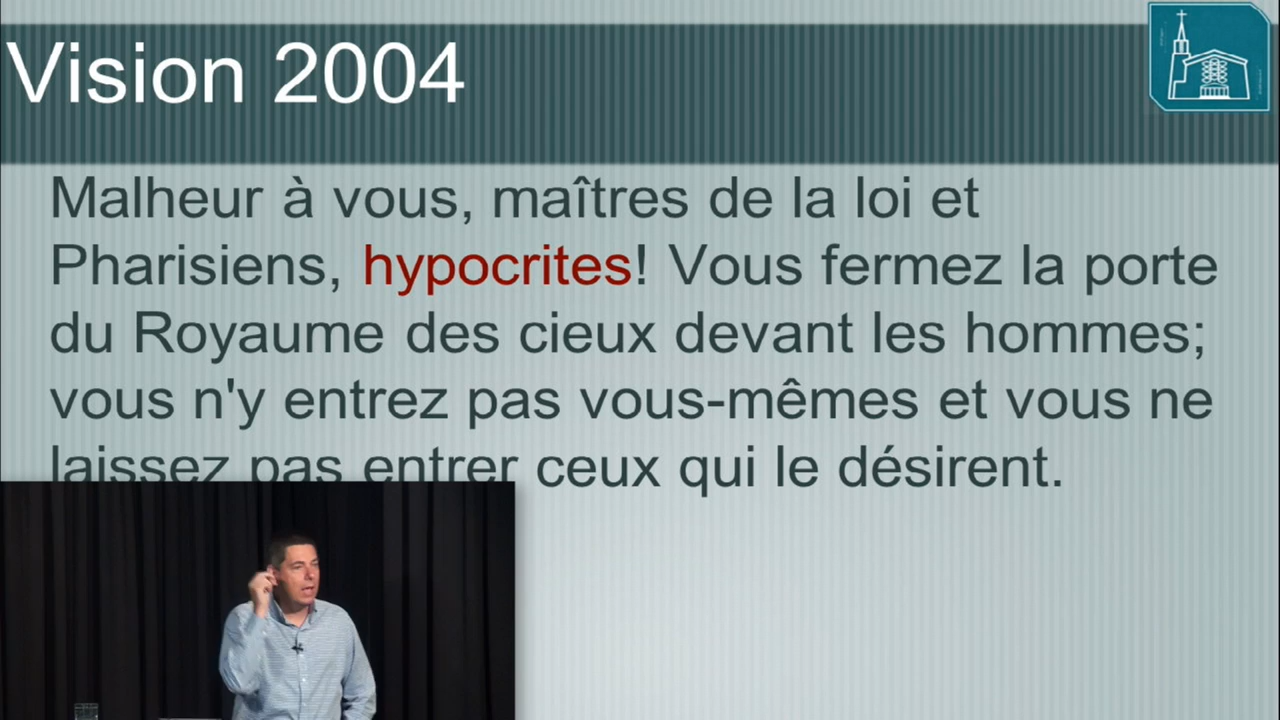 Vision 2004
Malheur à vous, maîtres de la loi et
Pharisiens, hypocrites! Vous fermez la porte
du Royaume des cieux devant les hommes;
vous n'y entrez pas vous-mêmes et vous ne
laissez pas entrer ceux qui le désirent.